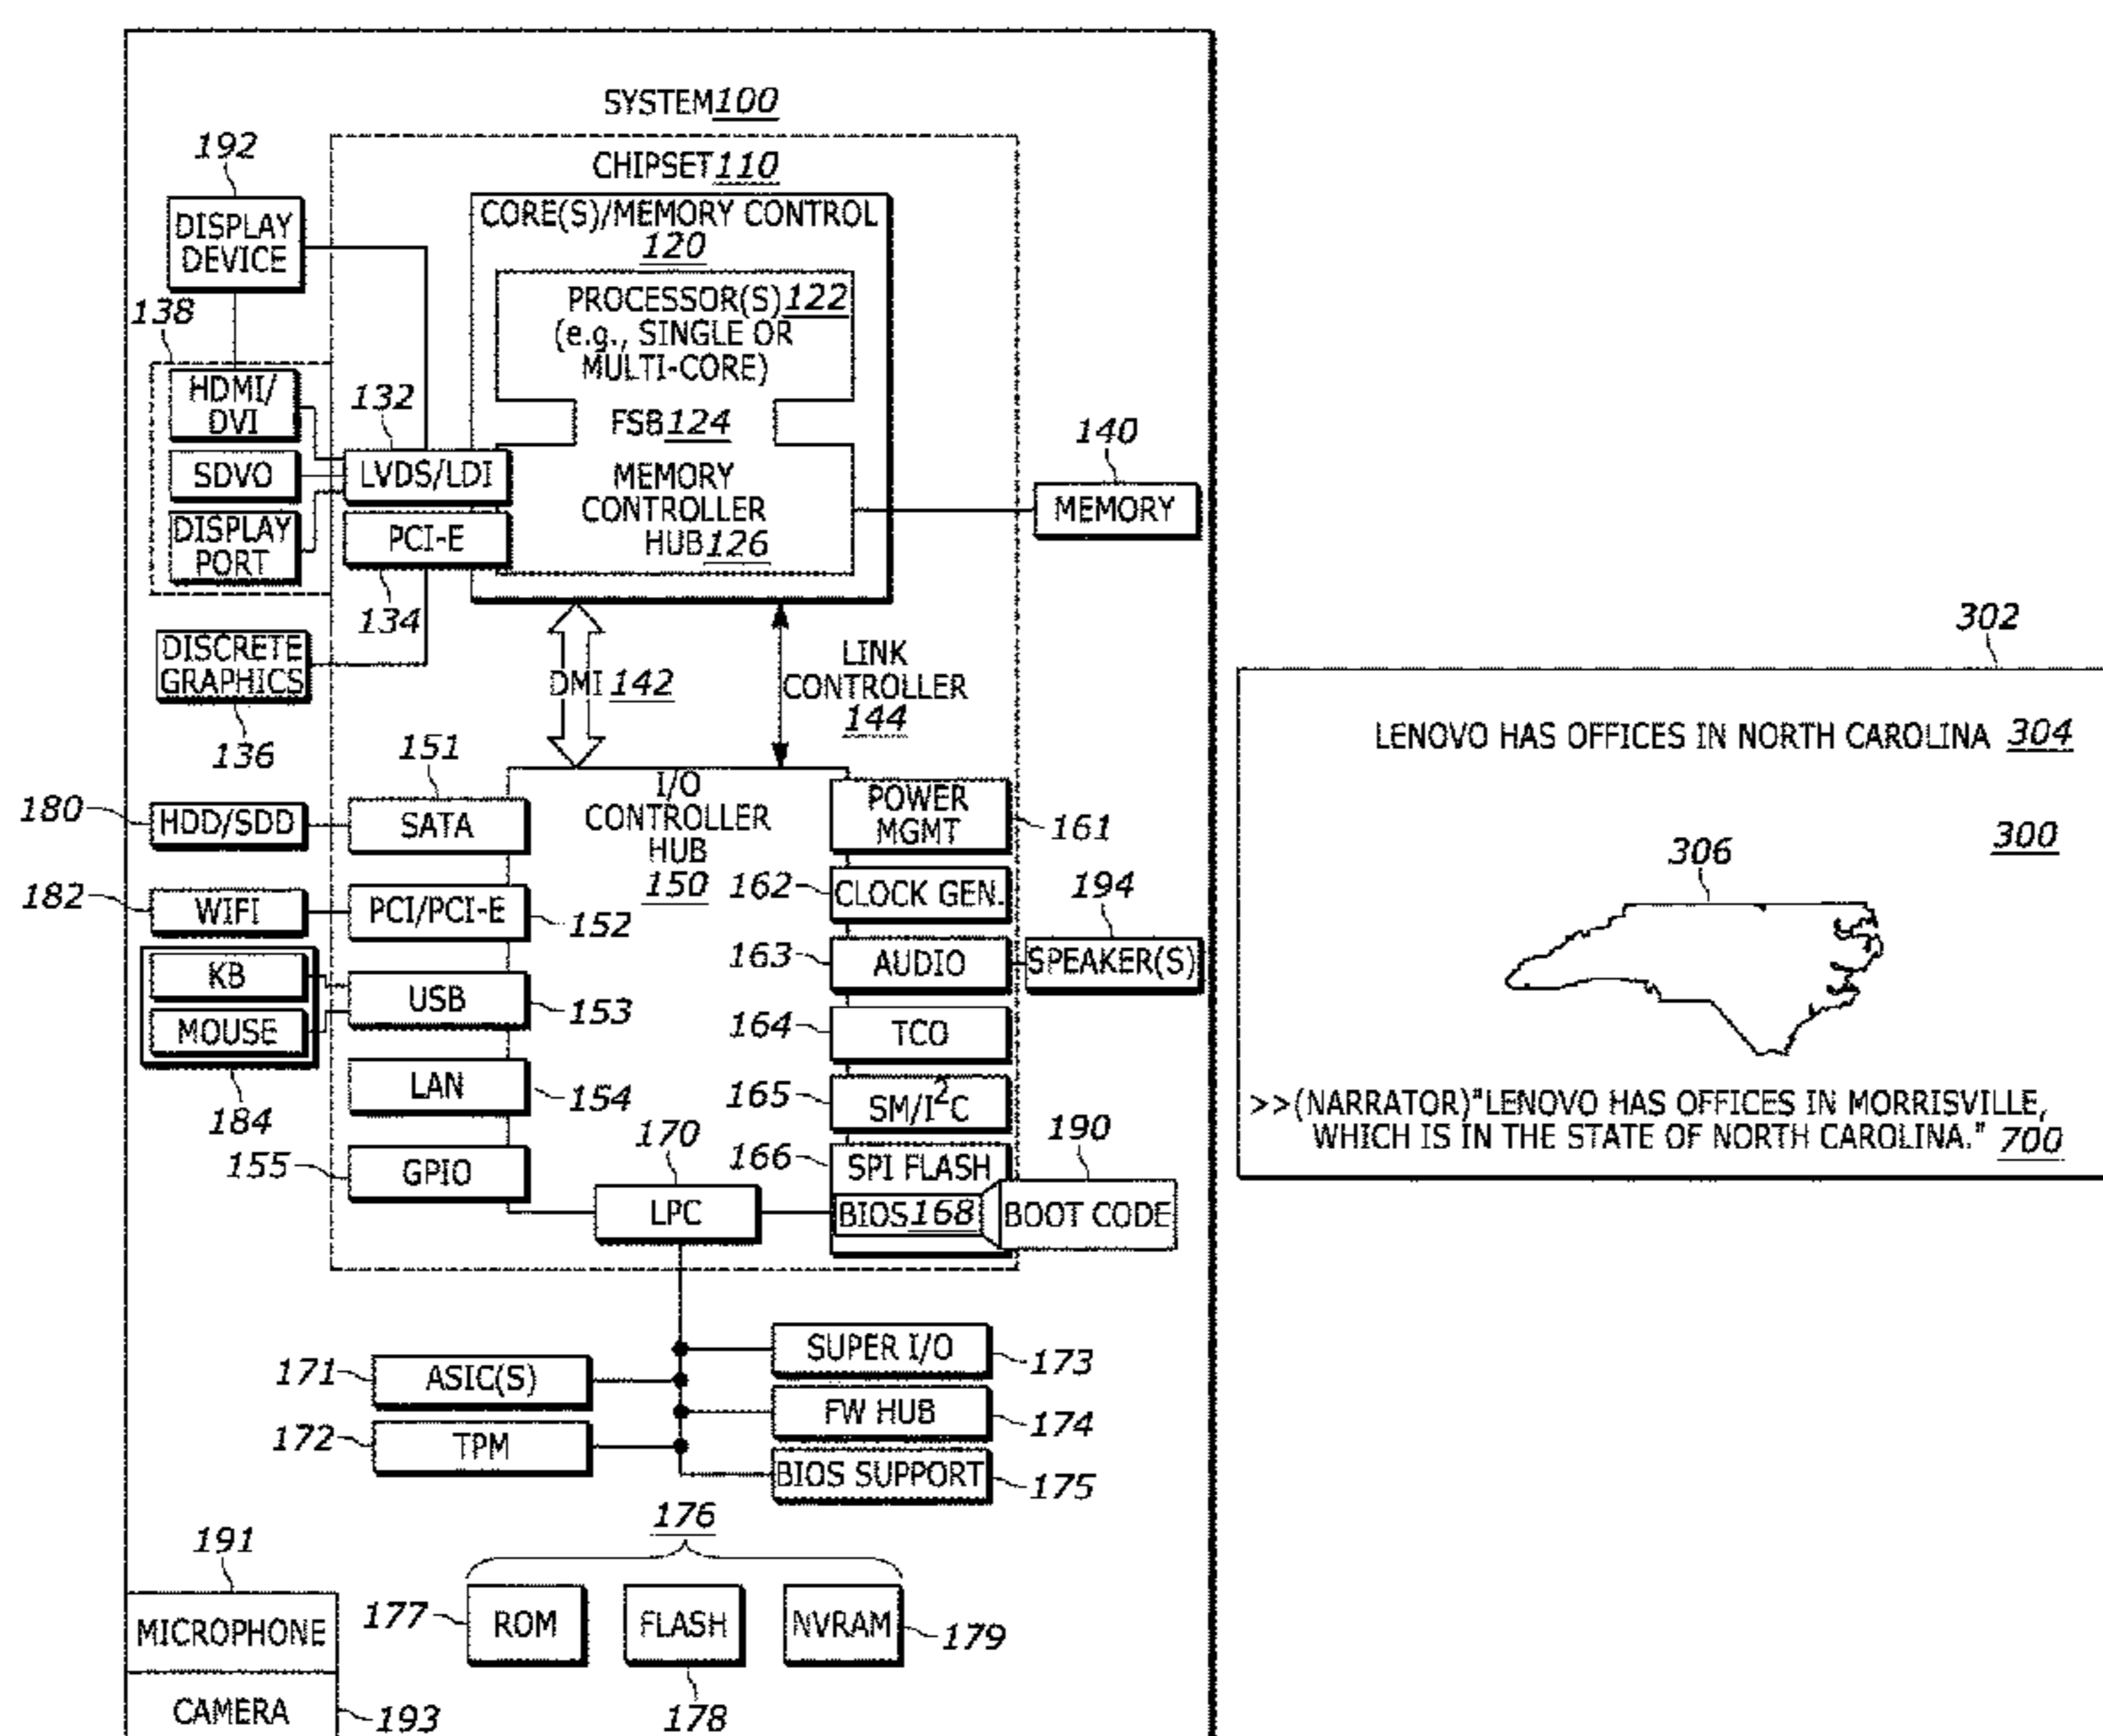 SYSTEM 100
CHIPSET 110
192
DISPLAY
DEVICE
CORE(S)/MEMORY CONTROL
120
PROCESSOR(S) 122
(e.g., SINGLE OR
MULTI-CORE)
FSB 124
MEMORY
CONTROLLER
HUB 126
138
HDMI/
DVI
SDVO
DISPLAY
PORT
132
LVDS/LDI
PCI-E
134
140
MEMORY
DISCRETE
GRAPHICS
136
DMI 142
LINK
CONTROLLER
144
I/O
CONTROLLER
HUB
150
151
SATA
180
HDD/SDD
182
WIFI
PCI/PCI-E
152
KB
MOUSE
184
USB
153
LAN
154
155
GPIO
POWER
MGMT
161
162
CLOCK GEN.
163
AUDIO
194
SPEAKER(S)
164
TCO
165
SM/I²C
166
SPI FLASH
BIOS 168
190
BOOT CODE
170
LPC
171
ASIC(S)
172
TPM
SUPER I/O
173
FW HUB
174
BIOS SUPPORT
175
176
177
ROM
FLASH
178
NVRAM
179
191
MICROPHONE
CAMERA
193
302
LENOVO HAS OFFICES IN NORTH CAROLINA 304
300
306
>>(NARRATOR)"LENOVO HAS OFFICES IN MORRISVILLE,
WHICH IS IN THE STATE OF NORTH CAROLINA." 700